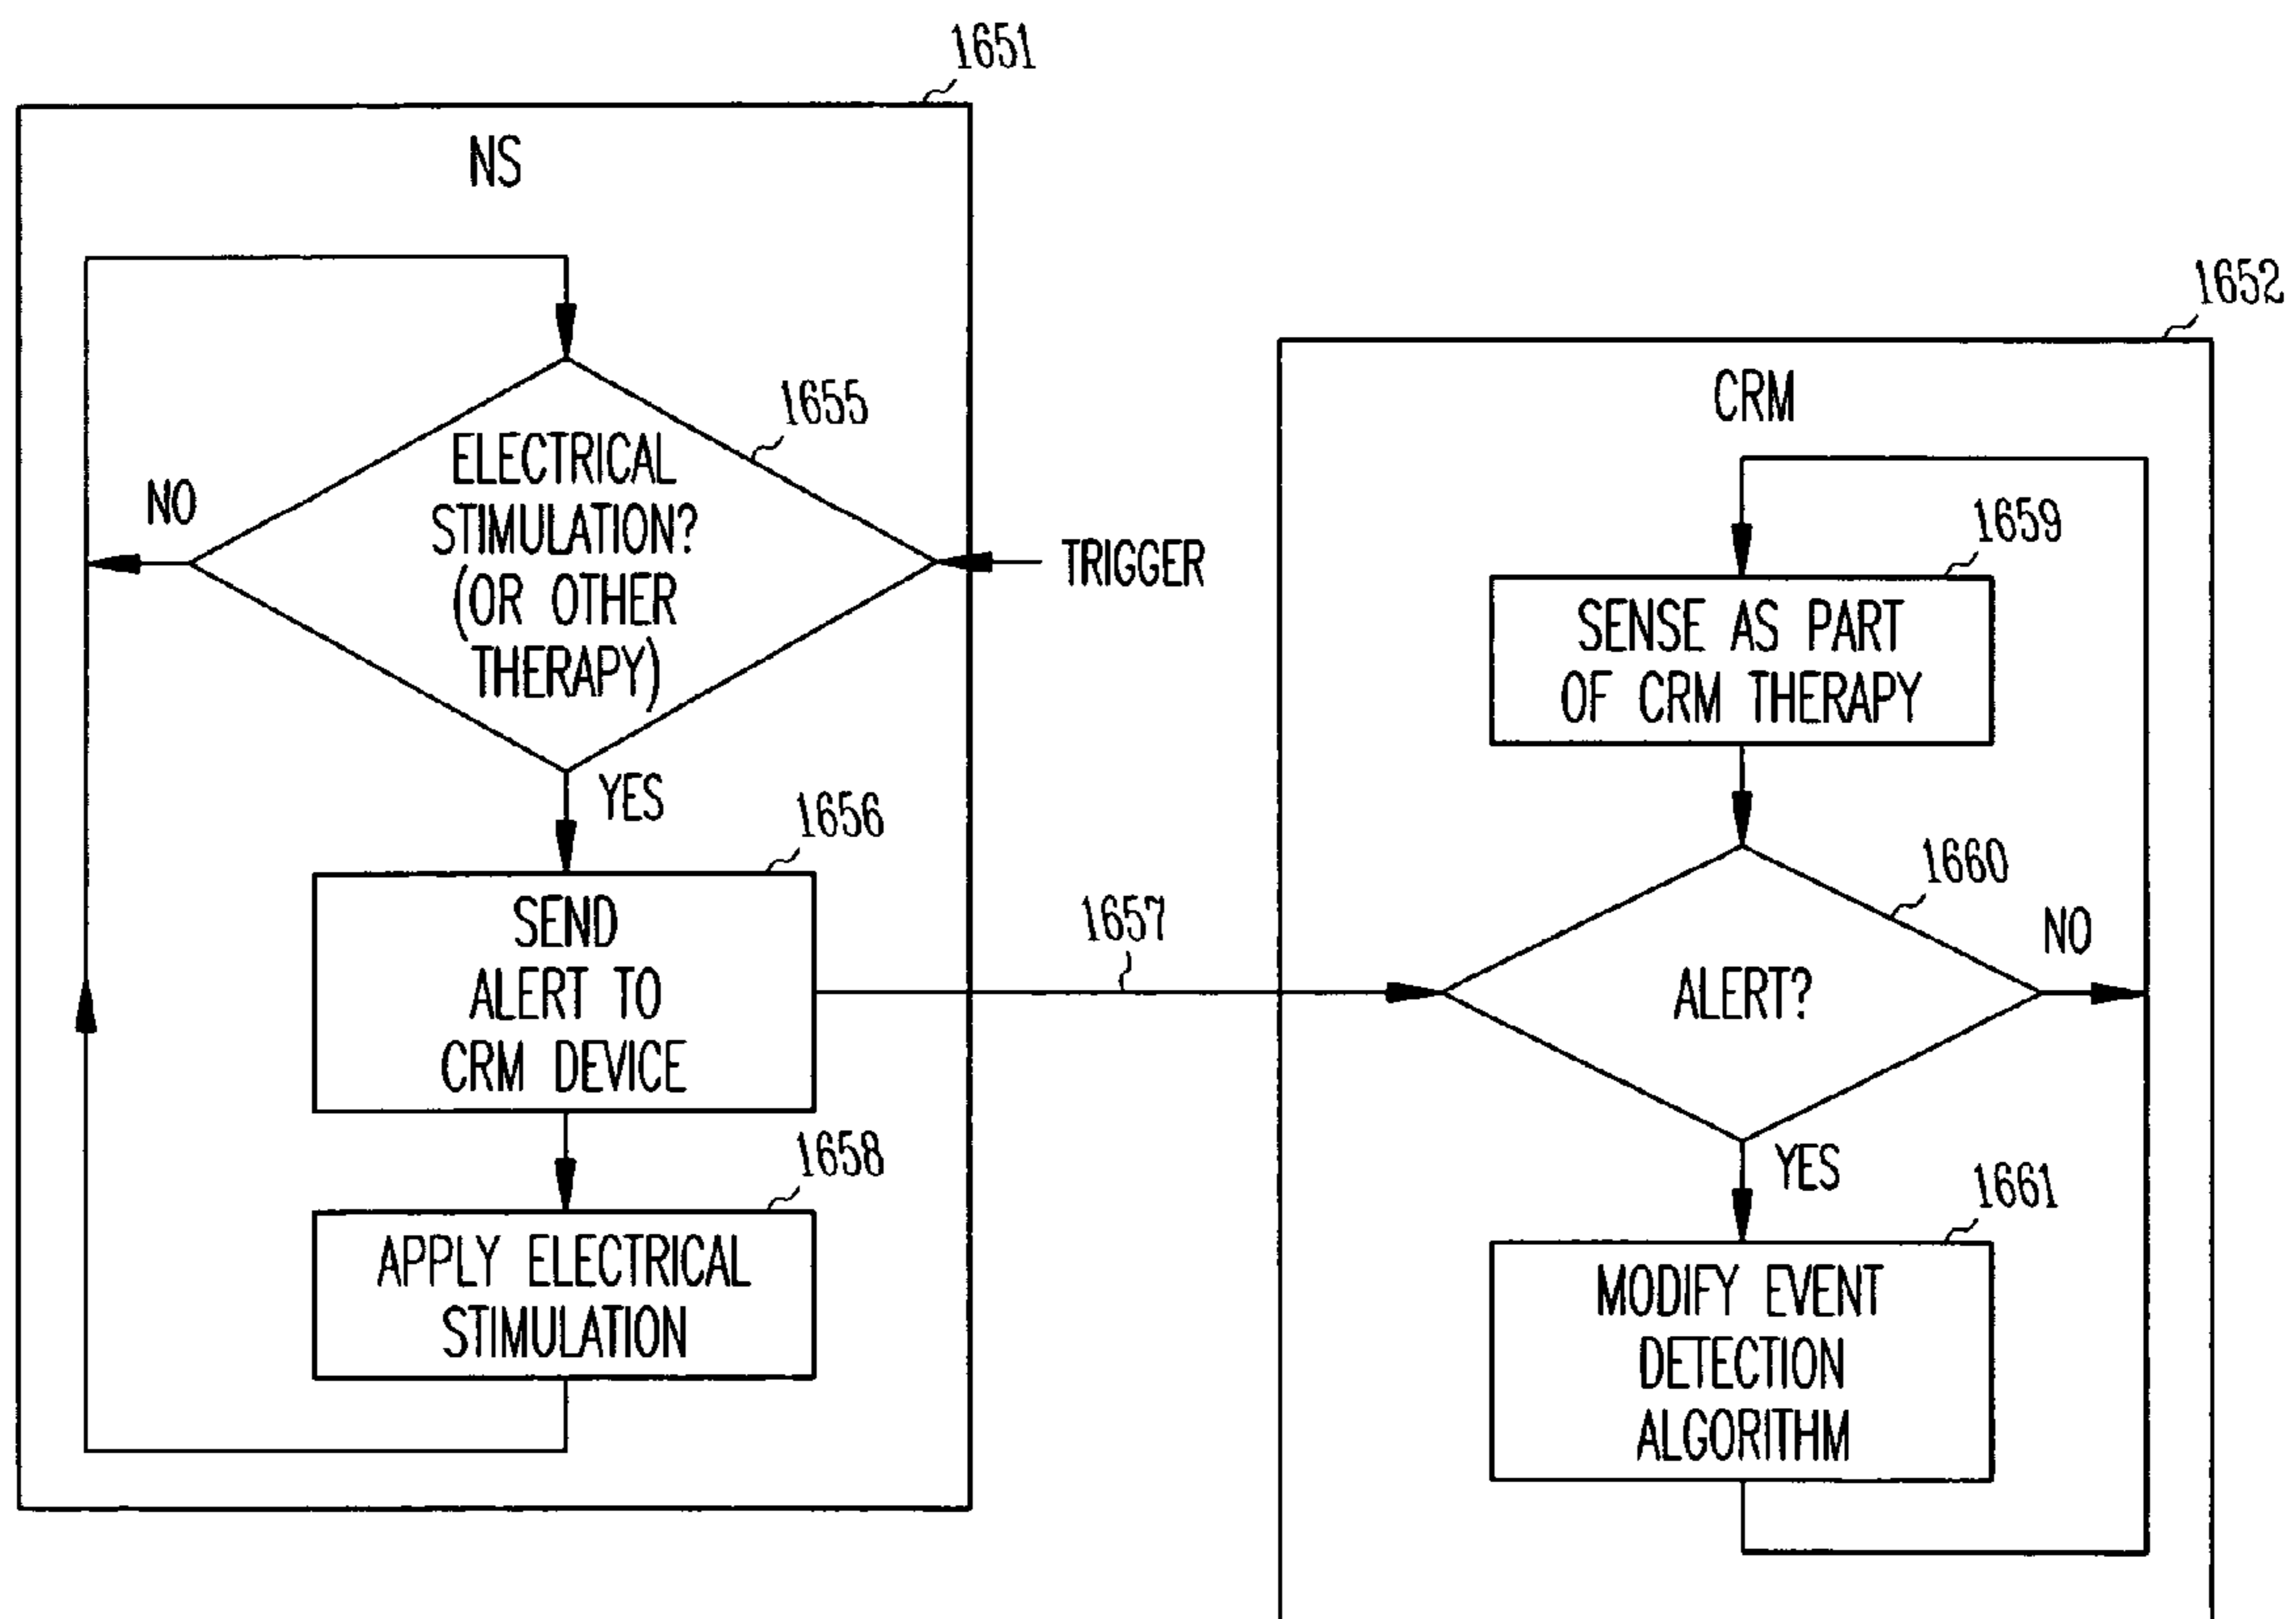 1651
NS
1655
ELECTRICAL
STIMULATION?
(OR OTHER
THERAPY)
NO
TRIGGER
YES
1656
SEND
ALERT TO
CRM DEVICE
1657
1658
APPLY ELECTRICAL
STIMULATION
1652
CRM
1659
SENSE AS PART
OF CRM THERAPY
1660
ALERT?
NO
YES
1661
MODIFY EVENT
DETECTION
ALGORITHM